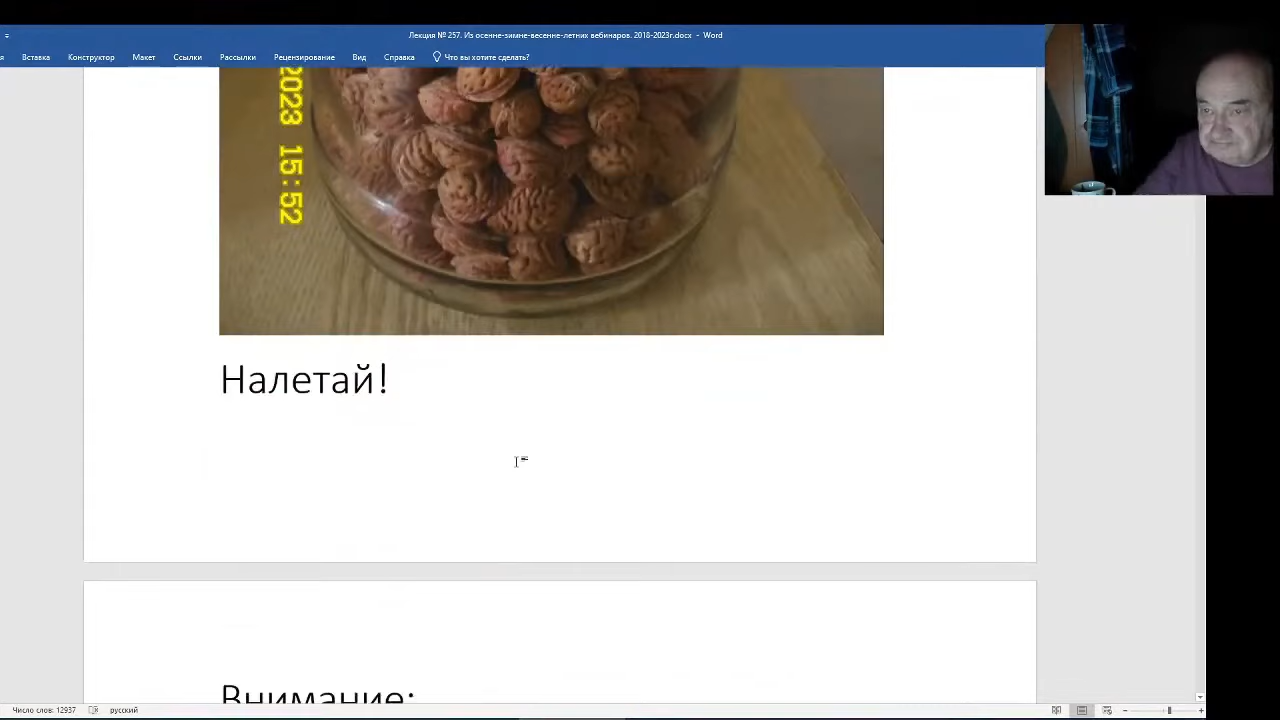 Лекция № 257. Из осенне-зимне-весенне-летних вебинаров. 2018-2023г.docx - Word
Вставка Конструктор Макет Ссылки Рассылки Рецензирование Вид Справка Что вы хотите сделать?
2023 15:52
Налетай!
Внимание:
Число слов: 12937 русский